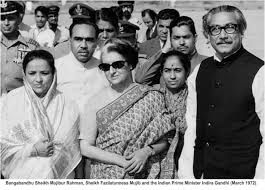 Bangabandhu Sheikh Mujibur Rahman, Sheikh Fazilatunnesa Mujib and the Indian Prime Minister Indira Gandhi (March 1972)